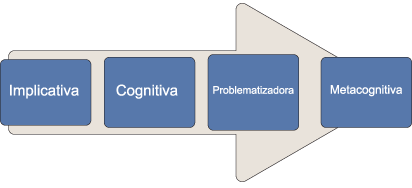 Implicativa
Cognitiva
Problematizadora
Metacognitiva